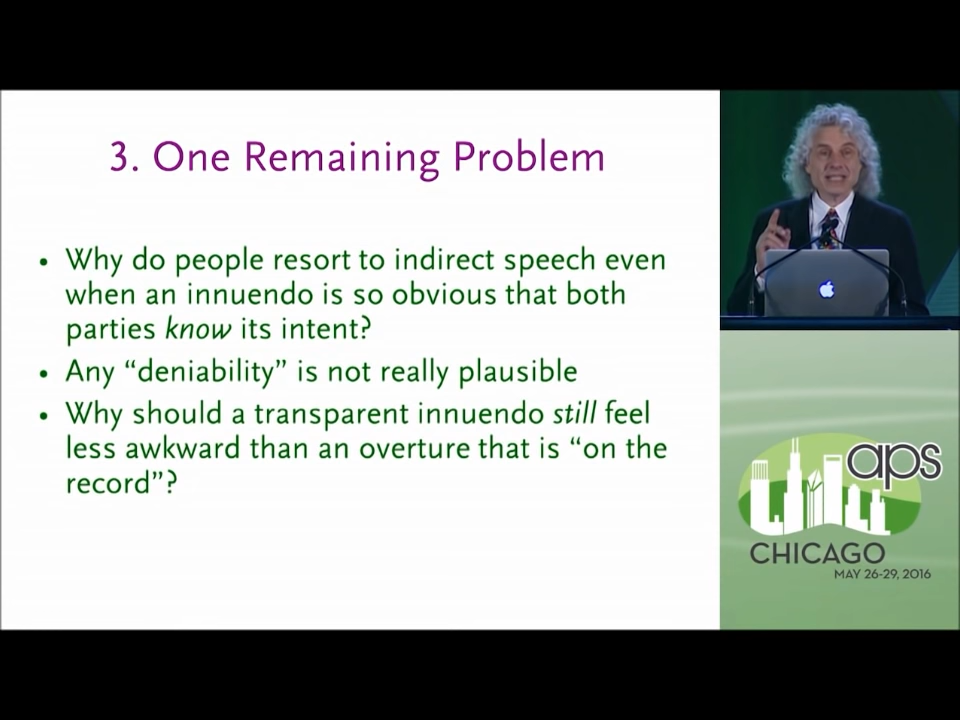 3. One Remaining Problem
• Why do people resort to indirect speech even
when an innuendo is so obvious that both
parties know its intent?
• Any “deniability” is not really plausible
• Why should a transparent innuendo still feel
less awkward than an overture that is “on the
record”?
aps
CHICAGO
MAY 26-29, 2016